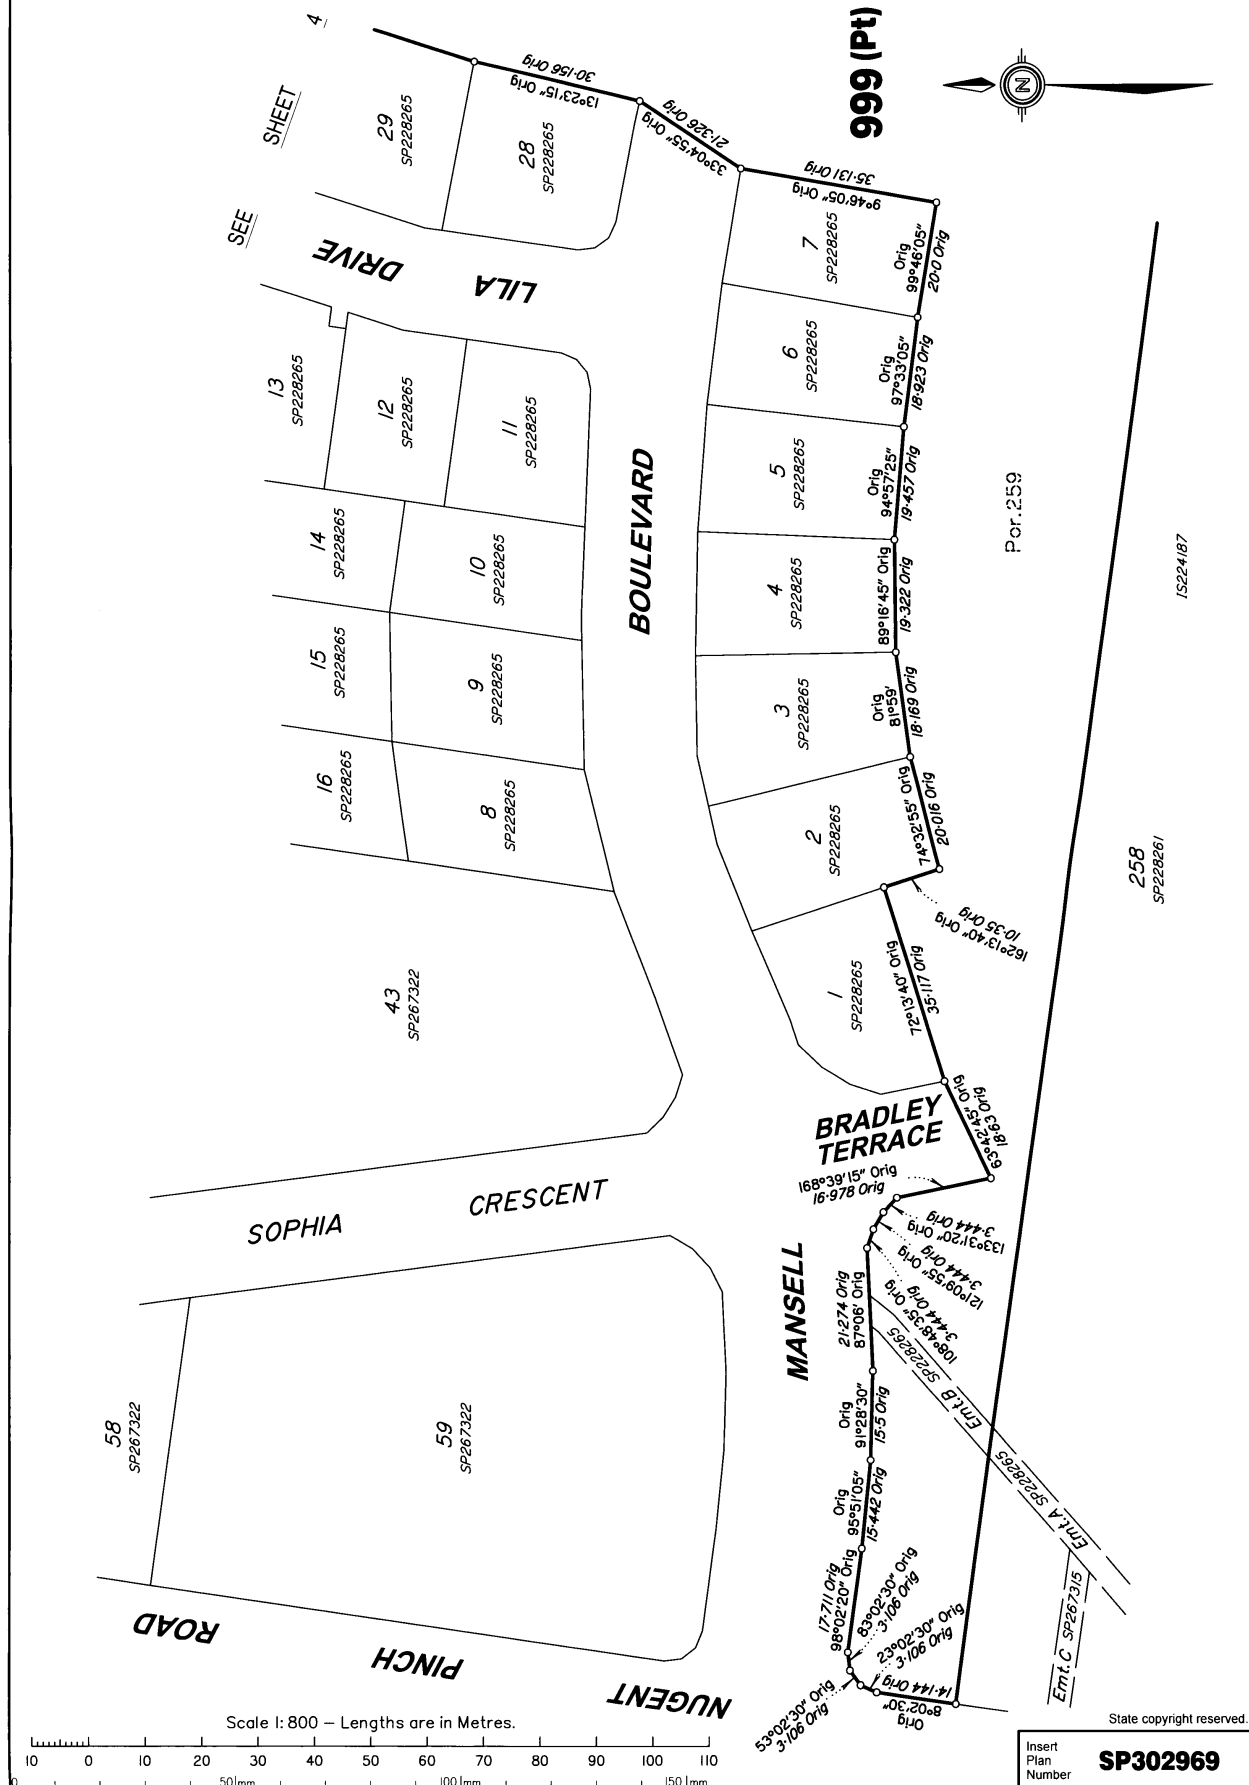 4
SEE
SHEET
29
SP228265
28
SP228265
13°23'15" Orig
30·156 Orig
33°04'55" Orig
21·326 Orig
9°46'05" Orig
35·131 Orig
999 (Pt)
N
LILA
DRIVE
7
SP228265
Orig
99°46'05"
20·0 Orig
6
SP228265
Orig
97°33'05"
18·923 Orig
5
SP228265
Orig
94°57'25"
19·457 Orig
4
SP228265
89°16'45" Orig
19·322 Orig
3
SP228265
Orig
81°59'
18·169 Orig
2
SP228265
74°32'55" Orig
20·016 Orig
162°13'40" Orig
10·35 Orig
1
SP228265
72°13'40" Orig
35·117 Orig
13
SP228265
12
SP228265
11
SP228265
14
SP228265
10
SP228265
15
SP228265
9
SP228265
16
SP228265
8
SP228265
BOULEVARD
Por.259
IS224187
258
SP228261
43
SP267322
BRADLEY
TERRACE
63°42'45" Orig
18·63 Orig
168°39'15" Orig
16·978 Orig
133°31'20" Orig
3·444 Orig
121°09'55" Orig
3·444 Orig
108°48'35" Orig
3·444 Orig
SOPHIA
CRESCENT
MANSELL
21·274 Orig
87°06' Orig
Orig
91°28'30"
15·5 Orig
Orig
95°51'05"
15·442 Orig
17·711 Orig
98°02'20" Orig
83°02'30" Orig
3·106 Orig
53°02'30" Orig
3·106 Orig
23°02'30" Orig
3·106 Orig
14·144 Orig
8°02'30"
Orig
Emt.B SP228265
Emt.A SP228265
Emt.C SP267315
58
SP267322
59
SP267322
NUGENT
PINCH
ROAD
Scale 1:800 – Lengths are in Metres.
10 0 10 20 30 40 50 60 70 80 90 100 110
0 50 mm 100 mm 150 mm
State copyright reserved.
Insert
Plan
Number
SP302969